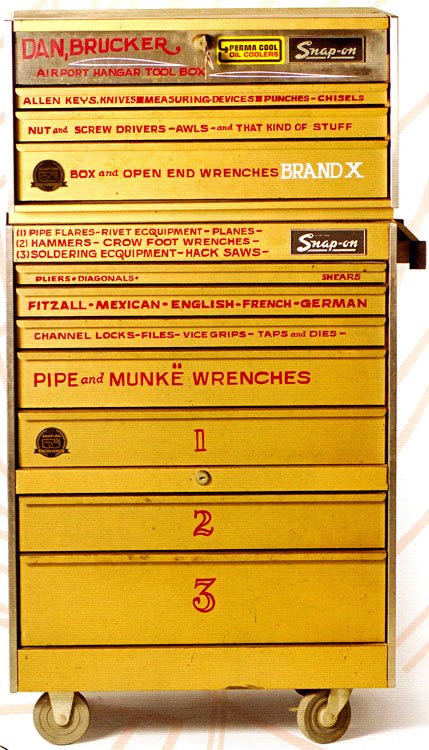 DAN, BRUCKER
AIRPORT HANGAR TOOL BOX
PERMA COOL
OIL COOLERS
Snap-on
ALLEN KEYS. KNIVES■MEASURING-DEVICES■PUNCHES-CHISELS
NUT and SCREW DRIVERS-AWLS-and THAT KIND OF STUFF
BOX and OPEN END WRENCHES BRAND X
(1) PIPE FLARES-RIVET ECQUIPMENT-PLANES-
(2) HAMMERS-CROW FOOT WRENCHES-
(3) SOLDERING ECQUIPMENT-HACK SAWS-
Snap-on
PLIERS•DIAGONALS• SHEARS
FITZALL-MEXICAN-ENGLISH-FRENCH-GERMAN
CHANNEL LOCKS-FILES-VICE GRIPS-TAPS and DIES-
PIPE and MUNKË WRENCHES
1
2
3